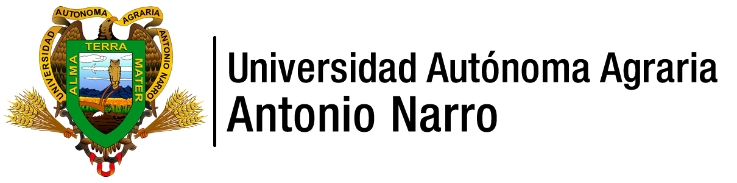 UNIVERSIDAD AUTONOMA AGRARIA ANTONIO NARRO
ALMA TERRA MATER
Universidad Autónoma Agraria
Antonio Narro